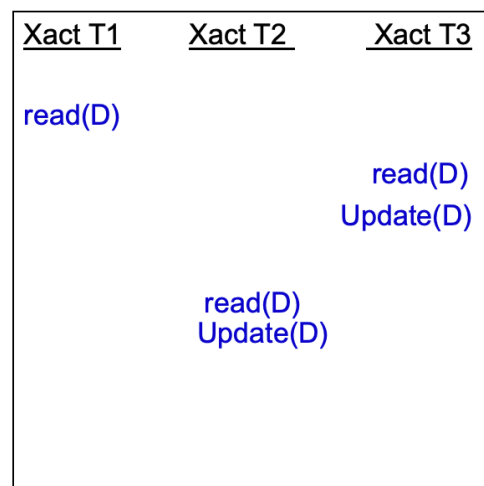 Xact T1 Xact T2 Xact T3
read(D)
read(D)
Update(D)
read(D)
Update(D)